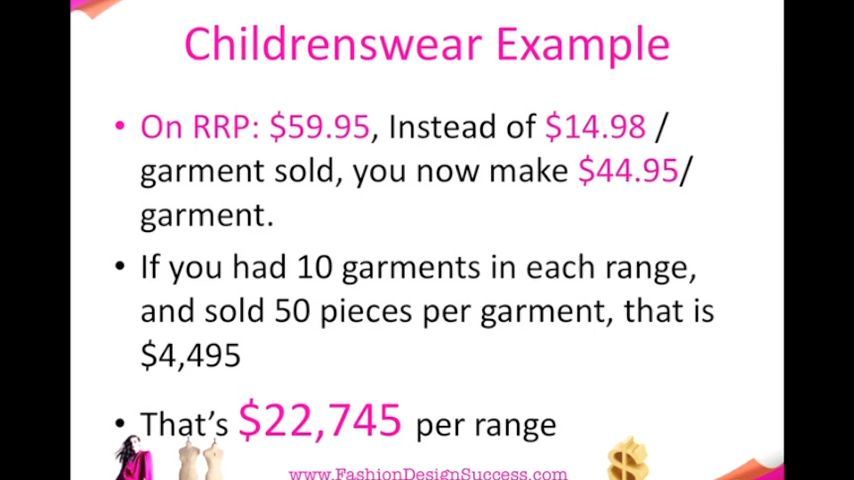 Childrenswear Example
• On RRP: $59.95, Instead of $14.98 /
garment sold, you now make $44.95/
garment.
• If you had 10 garments in each range,
and sold 50 pieces per garment, that is
$4,495
• That's $22,745 per range
www.FashionDesignSuccess.com